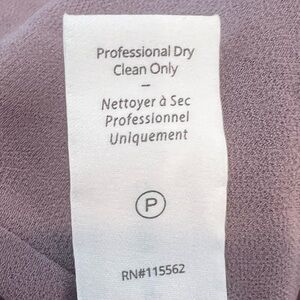 Professional Dry
Clean Only
–
Nettoyer à Sec
Professionnel
Uniquement
P
RN#115562